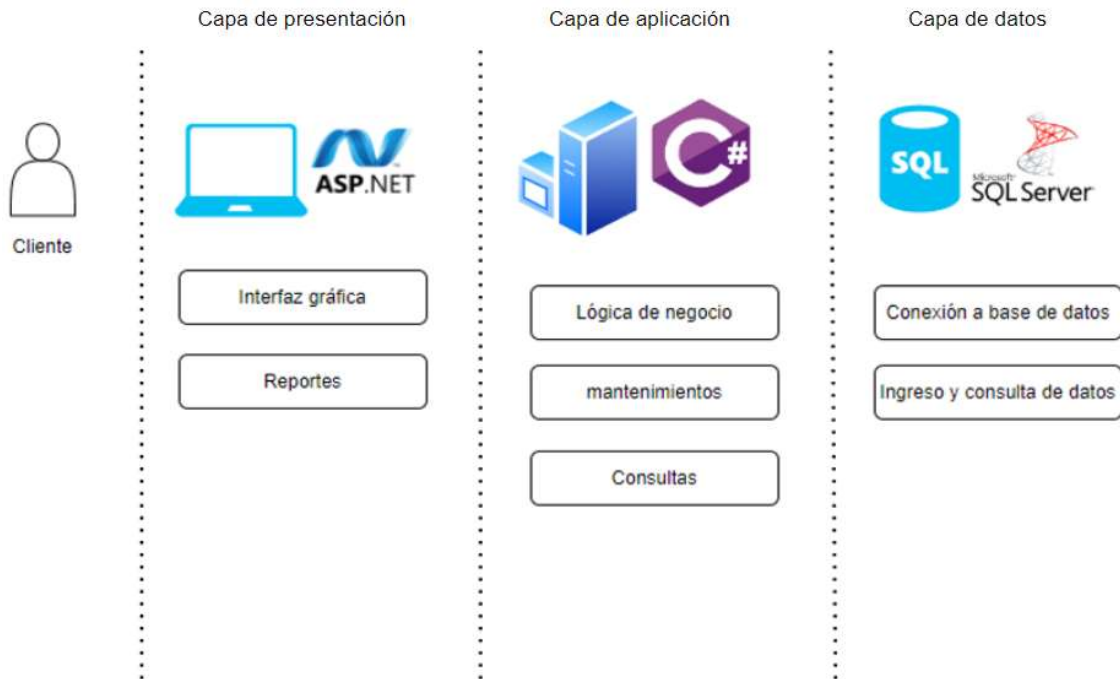 Capa de presentación
Capa de aplicación
Capa de datos
Cliente
ASP.NET
Interfaz gráfica
Reportes
C#
Lógica de negocio
mantenimientos
Consultas
SQL
Microsoft
SQL Server
Conexión a base de datos
Ingreso y consulta de datos